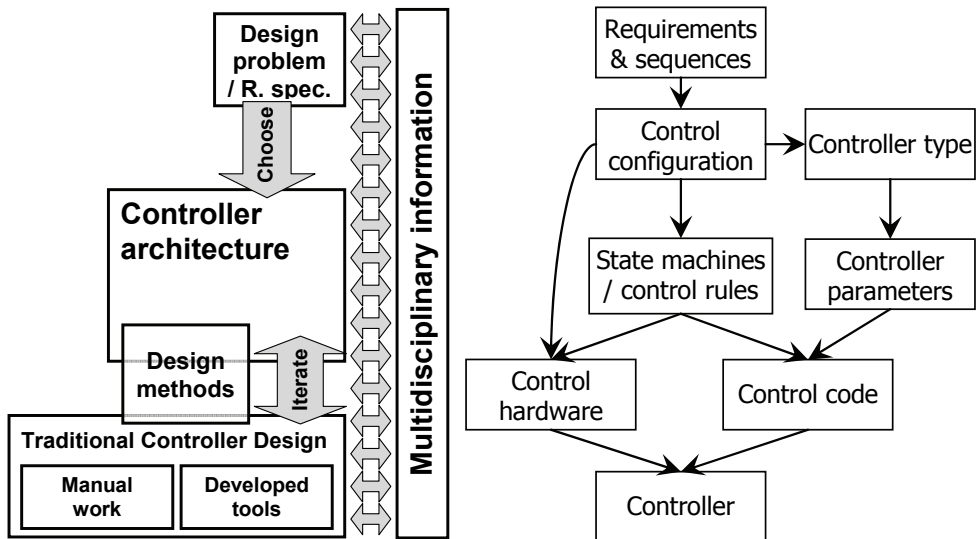 Design
problem
/ R. spec.
Choose
Controller
architecture
Design
methods
Iterate
Traditional Controller Design
Manual
work
Developed
tools
Multidisciplinary information
Requirements
& sequences
Control
configuration
Controller type
State machines
/ control rules
Controller
parameters
Control
hardware
Control code
Controller